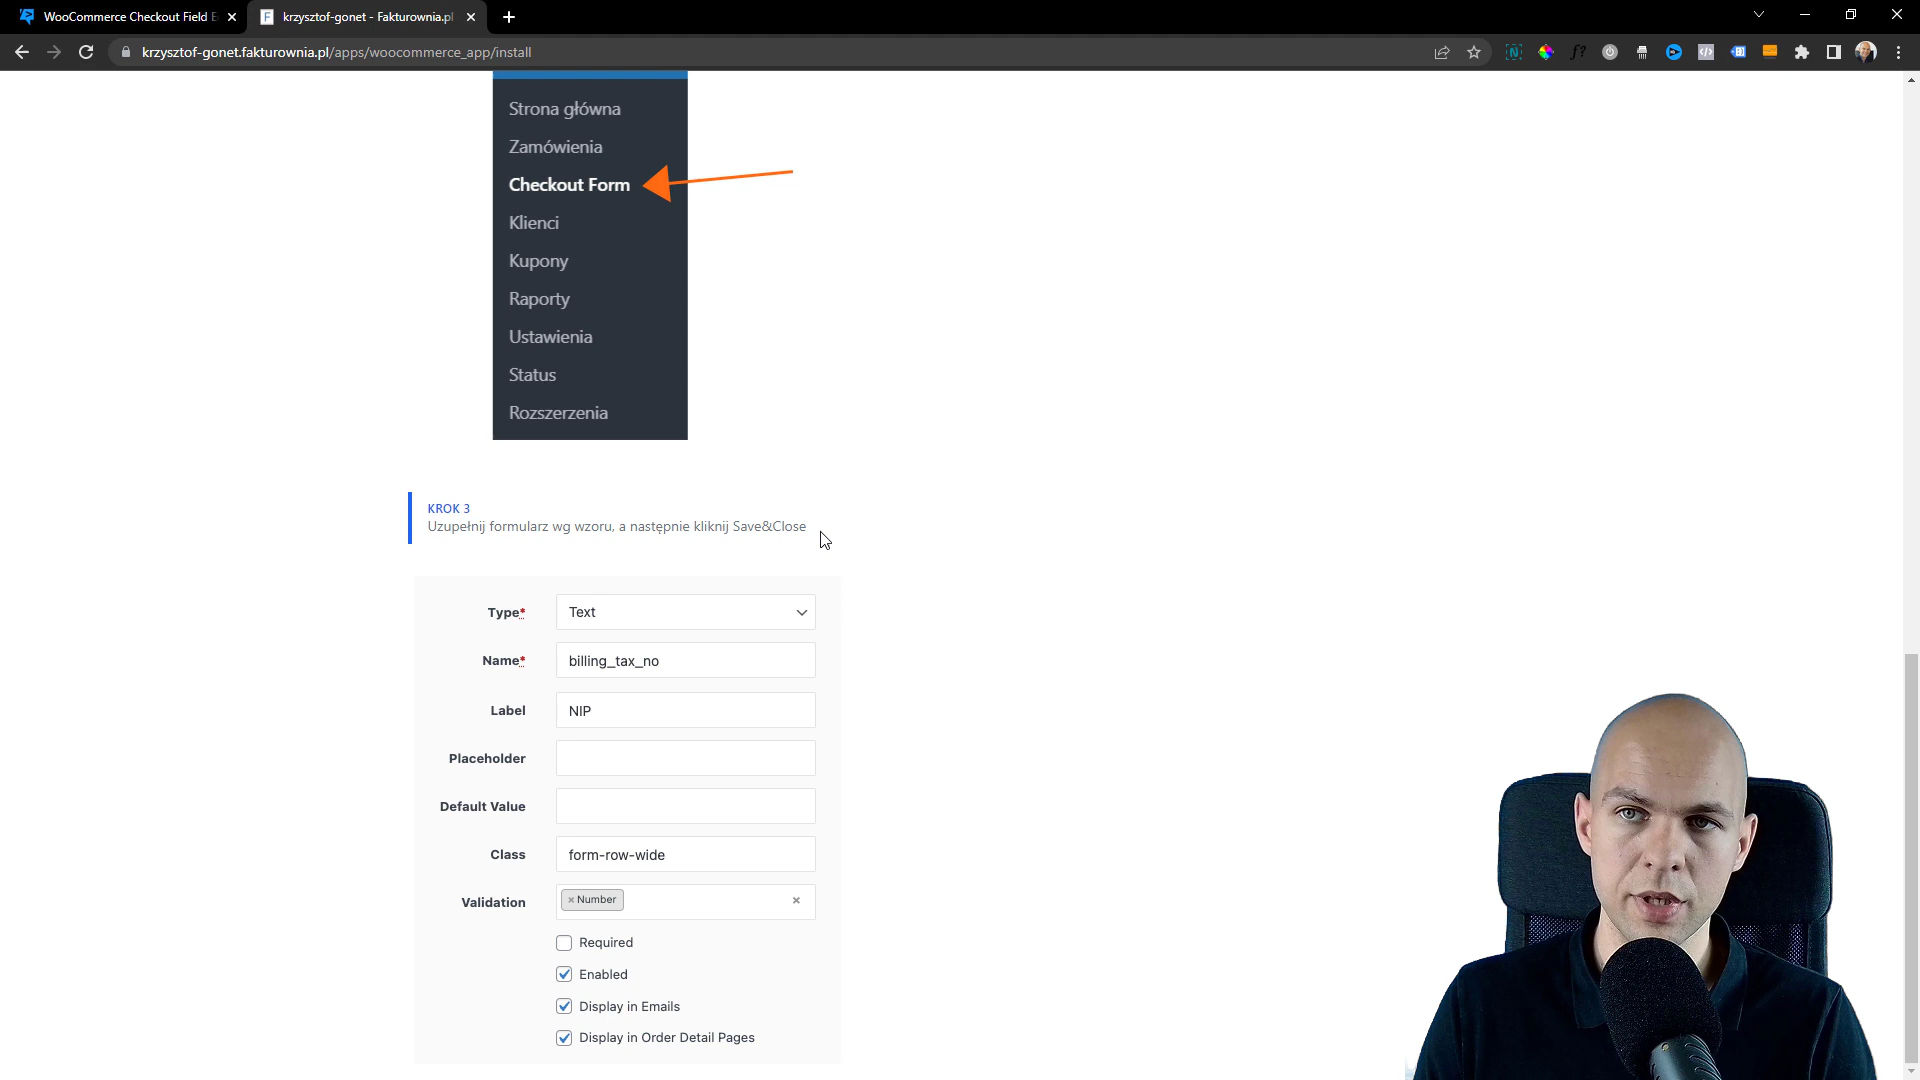 WooCommerce Checkout Field E
krzysztof-gonet - Fakturownia.pl
krzysztof-gonet.fakturownia.pl/apps/woocommerce_app/install
Strona główna
Zamówienia
Checkout Form
Klienci
Kupony
Raporty
Ustawienia
Status
Rozszerzenia
KROK 3
Uzupełnij formularz wg wzoru, a następnie kliknij Save&Close
Type* Text
Name* billing_tax_no
Label NIP
Placeholder
Default Value
Class form-row-wide
Validation × Number ×
Required
Enabled
Display in Emails
Display in Order Detail Pages